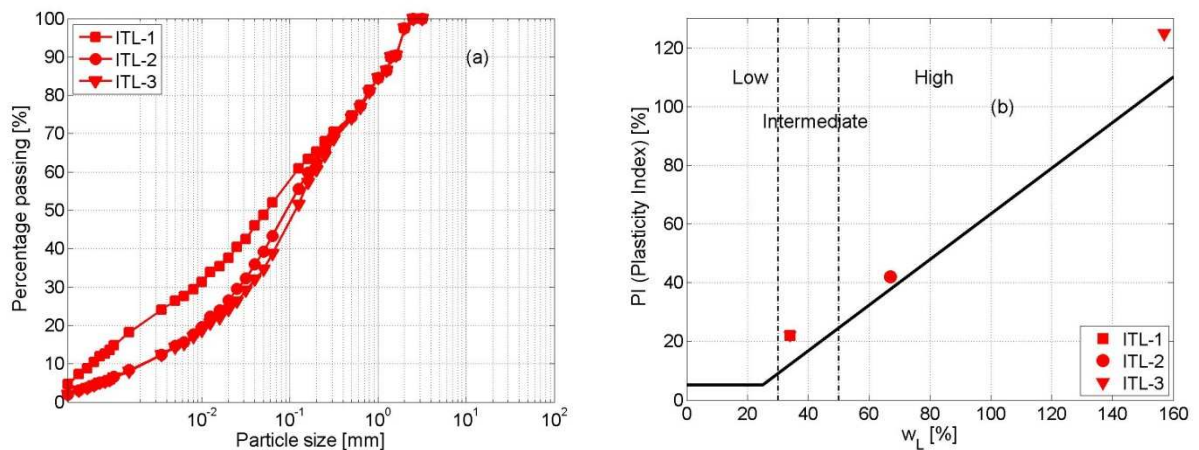 100
90
80
70
60
50
40
30
20
10
0
Percentage passing [%]
ITL-1
ITL-2
ITL-3
(a)
10^-2
10^-1
10^0
10^1
10^2
Particle size [mm]
120
100
80
60
40
20
0
PI (Plasticity Index) [%]
Low
High
Intermediate
(b)
ITL-1
ITL-2
ITL-3
0 20 40 60 80 100 120 140 160
w_L [%]